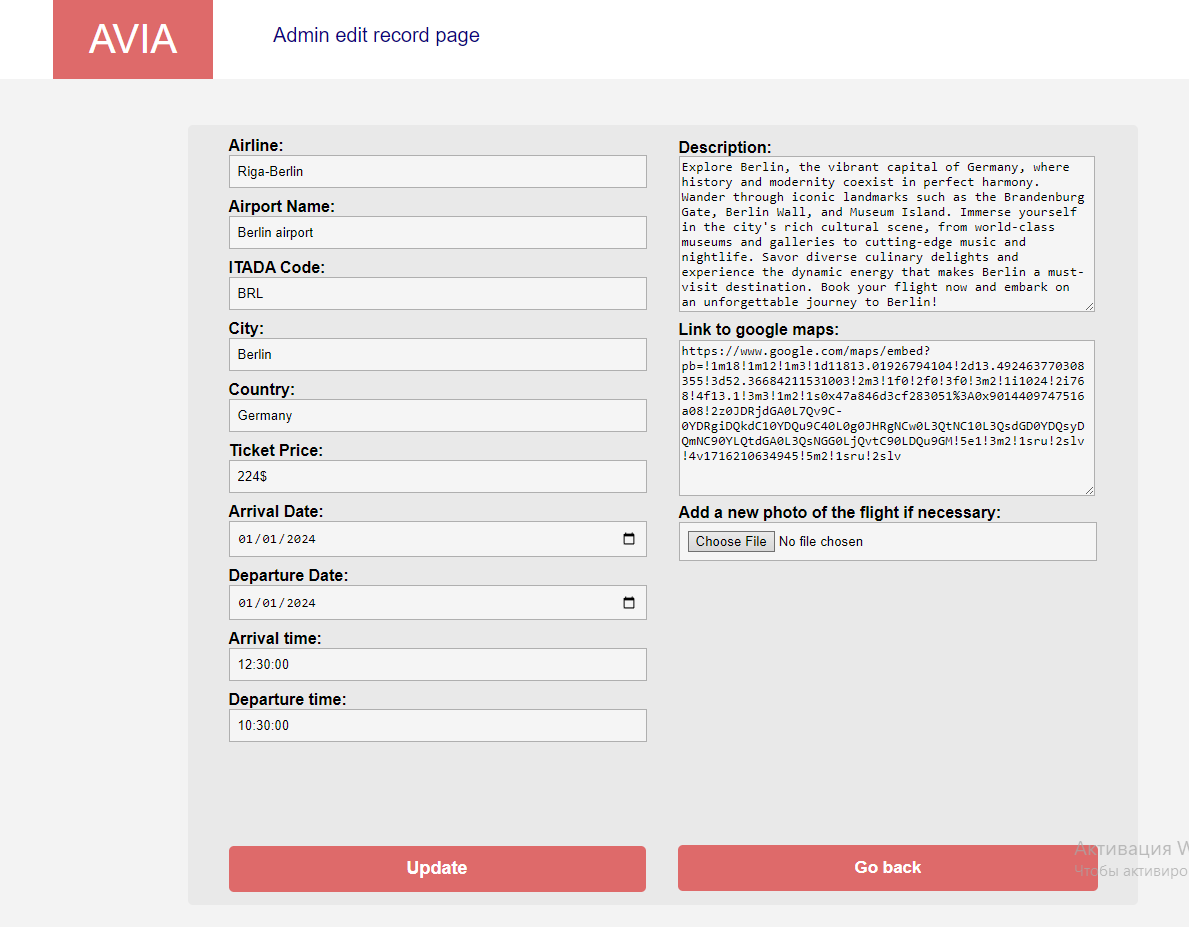 AVIA
Admin edit record page
Airline:
Riga-Berlin
Airport Name:
Berlin airport
ITADA Code:
BRL
City:
Berlin
Country:
Germany
Ticket Price:
224$
Arrival Date:
01/01/2024
Departure Date:
01/01/2024
Arrival time:
12:30:00
Departure time:
10:30:00
Update
Description:
Explore Berlin, the vibrant capital of Germany, where
history and modernity coexist in perfect harmony.
Wander through iconic landmarks such as the Brandenburg
Gate, Berlin Wall, and Museum Island. Immerse yourself
in the city's rich cultural scene, from world-class
museums and galleries to cutting-edge music and
nightlife. Savor diverse culinary delights and
experience the dynamic energy that makes Berlin a must-
visit destination. Book your flight now and embark on
an unforgettable journey to Berlin!
Link to google maps:
https://www.google.com/maps/embed?
pb=!1m18!1m12!1m3!1d11813.01926794104!2d13.492463770308
355!3d52.36684211531003!2m3!1f0!2f0!3f0!3m2!1i1024!2i76
8!4f13.1!3m3!1m2!1s0x47a846d3cf283051%3A0x9014409747516
a08!2z0JDRjdGA0L7Qv9C-
0YDRgiDQkdC10YDQu9C40L0g0JHRgNCw0L3QtNC10L3QsdGD0YDQsyD
QmNC90YLQtdGA0L3QsNGG0LjQvtC90LDQu9GM!5e1!3m2!1sru!2slv
!4v1716210634945!5m2!1sru!2slv
Add a new photo of the flight if necessary:
Choose File No file chosen
Go back
Активация W
Чтобы активиро